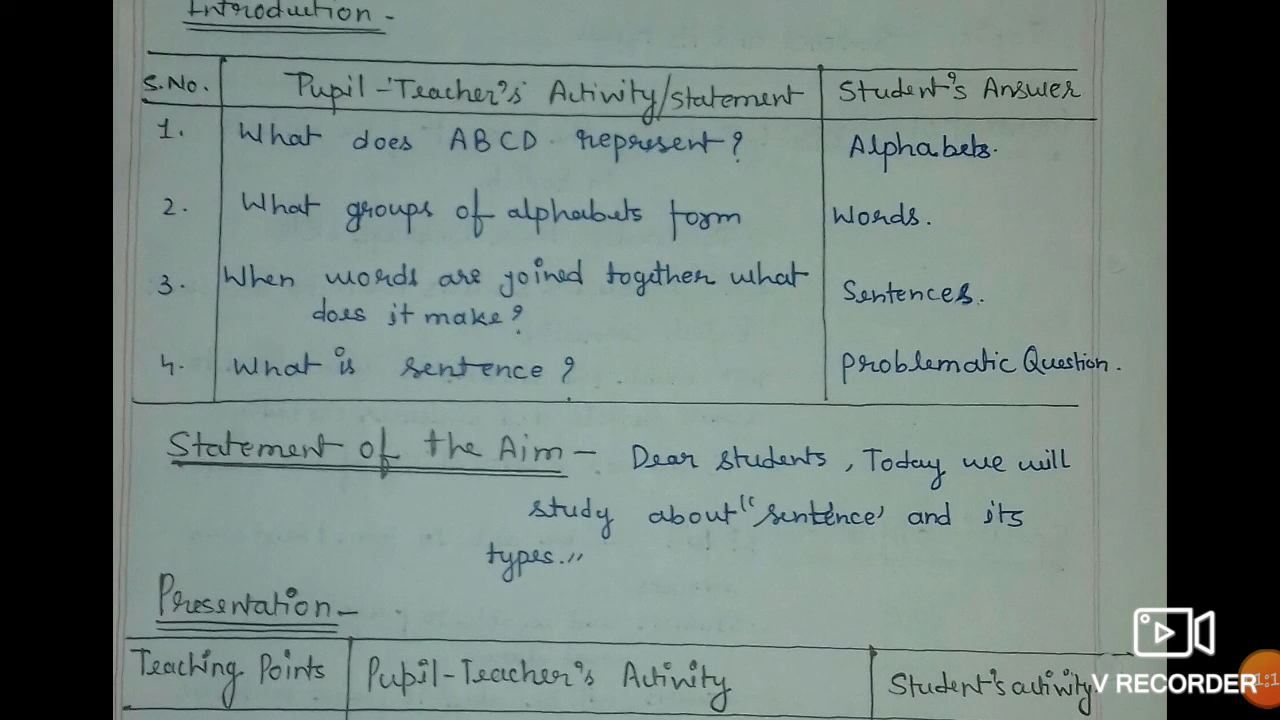 Introduction -
S.No. Pupil-Teacher's Activity/statement Student's Answer
1. What does ABCD represent? Alphabets.
2. What groups of alphabets form Words.
3. When words are joined together what Sentences.
does it make?
4. What is sentence? Problematic Question.
Statement of the Aim - Dear students, Today we will
study about "sentence' and its
types."
Presentation -
Teaching Points Pupil-Teacher's Activity Student's activity
V RECORDER